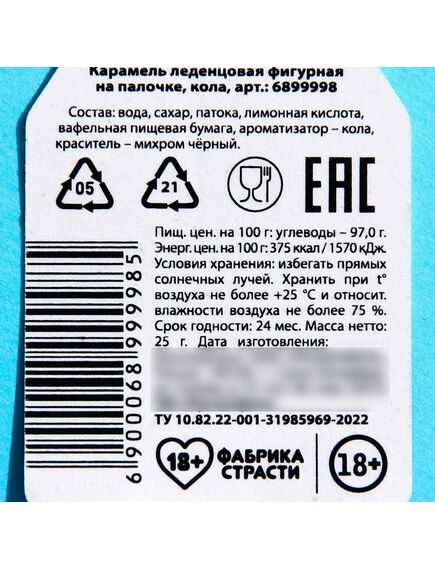 Карамель леденцовая фигурная
на палочке, кола, арт.: 6899998
Состав: вода, сахар, патока, лимонная кислота,
вафельная пищевая бумага, ароматизатор – кола,
краситель – михром чёрный.
05
21
EAC
Пищ. цен. на 100 г: углеводы – 97,0 г.
Энерг. цен. на 100 г: 375 ккал / 1570 кДж.
Условия хранения: избегать прямых
солнечных лучей. Хранить при t°
воздуха не более +25 °С и относит.
влажности воздуха не более 75 %.
Срок годности: 24 мес. Масса нетто:
25 г. Дата изготовления:
ТУ 10.82.22-001-31985969-2022
6900068999985
18+
ФАБРИКА
СТРАСТИ
18+